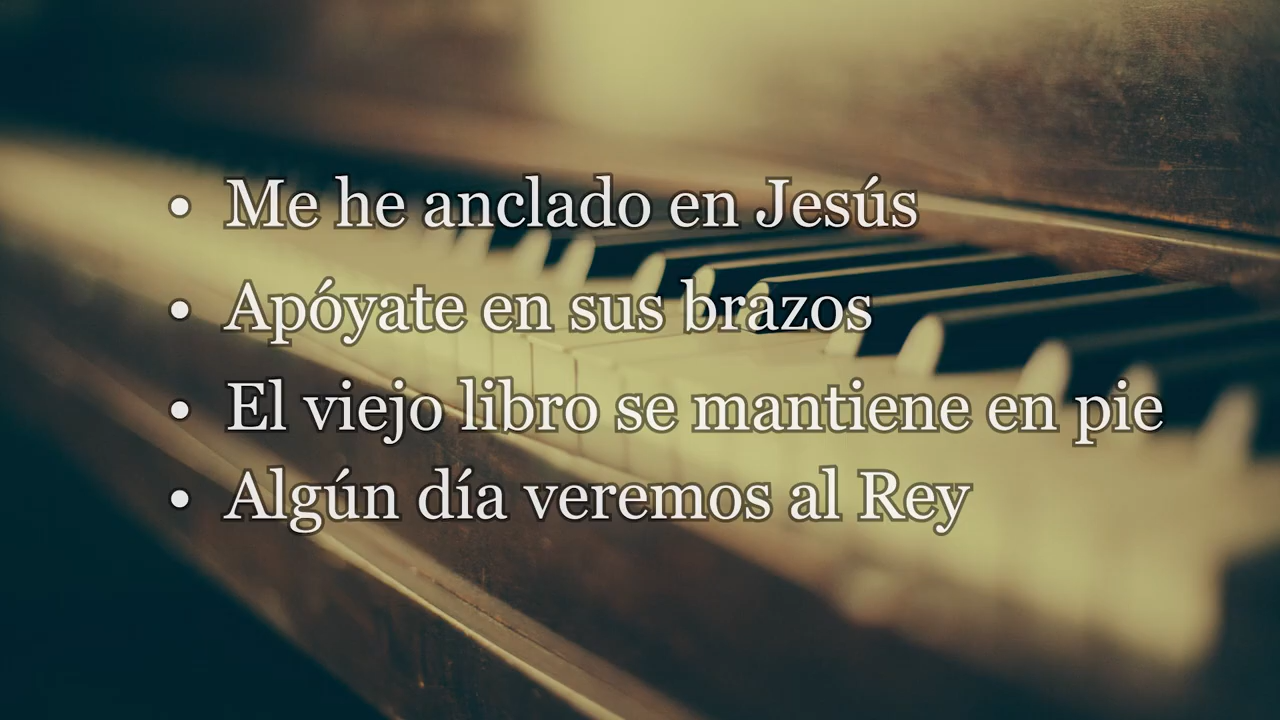 • Me he anclado en Jesús
• Apóyate en sus brazos
• El viejo libro se mantiene en pie
• Algún día veremos al Rey